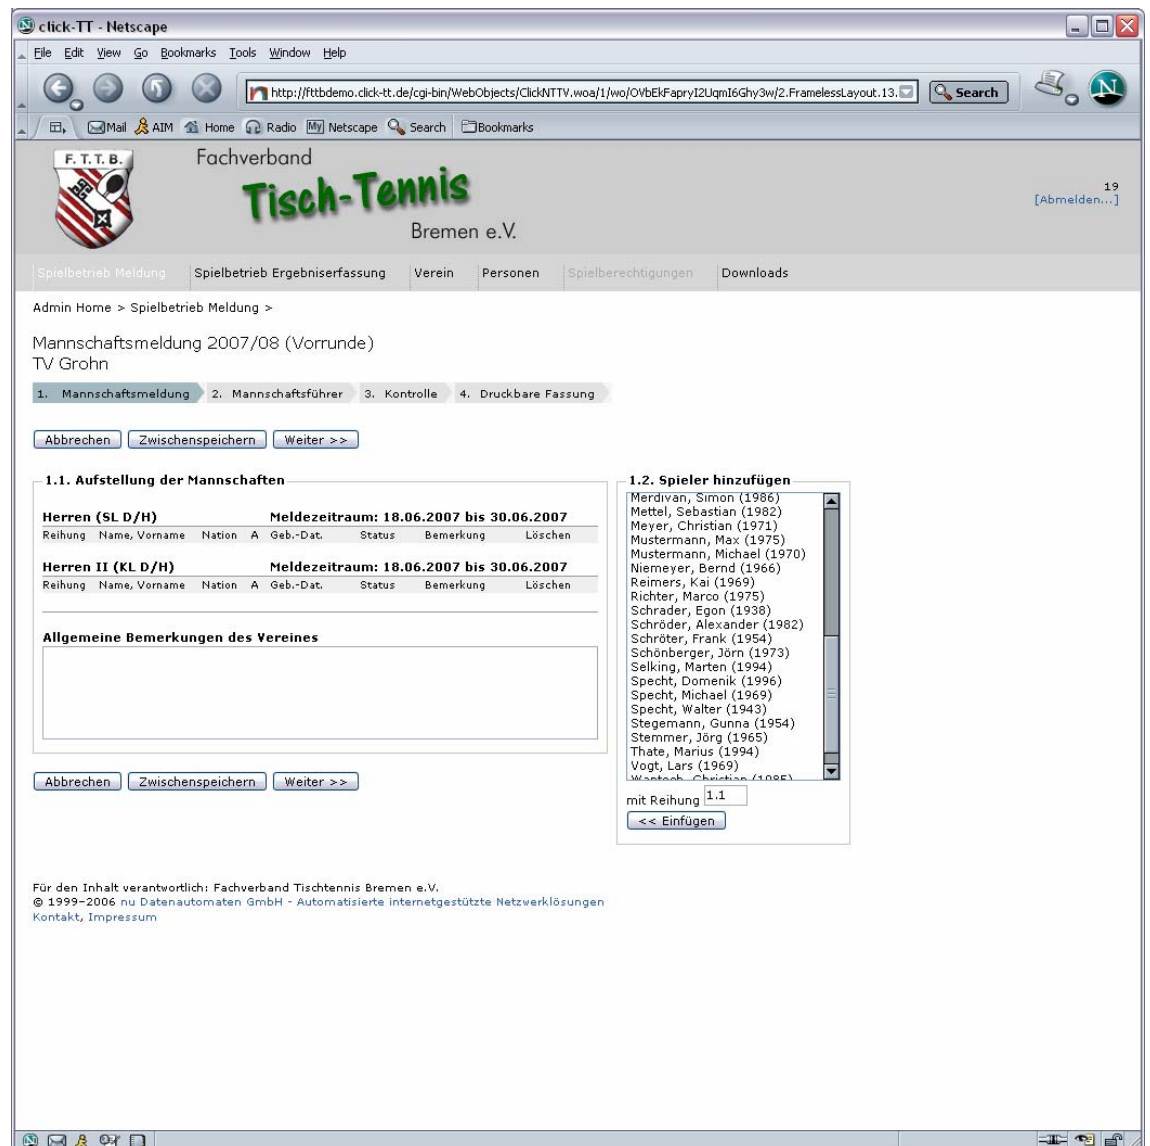 click-TT - Netscape
File Edit View Go Bookmarks Tools Window Help
http://fttbdemo.click-tt.de/cgi-bin/WebObjects/ClickNTTV.woa/1/wo/OVbEkFapryI2UqmI6Ghy3w/2.FramelessLayout.13. Search
Mail AIM Home Radio My Netscape Search Bookmarks
F.T.T.B.
Fachverband
Tisch-Tennis
Bremen e.V.
19
[Abmelden...]
Spielbetrieb Meldung Spielbetrieb Ergebniserfassung Verein Personen Spielberechtigungen Downloads
Admin Home > Spielbetrieb Meldung >
Mannschaftsmeldung 2007/08 (Vorrunde)
TV Grohn
1. Mannschaftsmeldung 2. Mannschaftsführer 3. Kontrolle 4. Druckbare Fassung
Abbrechen Zwischenspeichern Weiter >>
1.1. Aufstellung der Mannschaften
Herren (SL D/H) Meldezeitraum: 18.06.2007 bis 30.06.2007
Reihung Name, Vorname Nation A Geb.-Dat. Status Bemerkung Löschen
Herren II (KL D/H) Meldezeitraum: 18.06.2007 bis 30.06.2007
Reihung Name, Vorname Nation A Geb.-Dat. Status Bemerkung Löschen
Allgemeine Bemerkungen des Vereines
Abbrechen Zwischenspeichern Weiter >>
1.2. Spieler hinzufügen
Merdivan, Simon (1986)
Mettel, Sebastian (1982)
Meyer, Christian (1971)
Mustermann, Max (1975)
Mustermann, Michael (1970)
Niemeyer, Bernd (1966)
Reimers, Kai (1969)
Richter, Marco (1975)
Schrader, Egon (1938)
Schröder, Alexander (1982)
Schröter, Frank (1954)
Schönberger, Jörn (1973)
Selking, Marten (1994)
Specht, Domenik (1996)
Specht, Michael (1969)
Specht, Walter (1943)
Stegemann, Gunna (1954)
Stemmer, Jörg (1965)
Thate, Marius (1994)
Vogt, Lars (1969)
Christian (1985)
mit Reihung 1.1
<< Einfügen
Für den Inhalt verantwortlich: Fachverband Tischtennis Bremen e.V.
© 1999-2006 nu Datenautomaten GmbH - Automatisierte internetgestützte Netzwerklösungen
Kontakt, Impressum